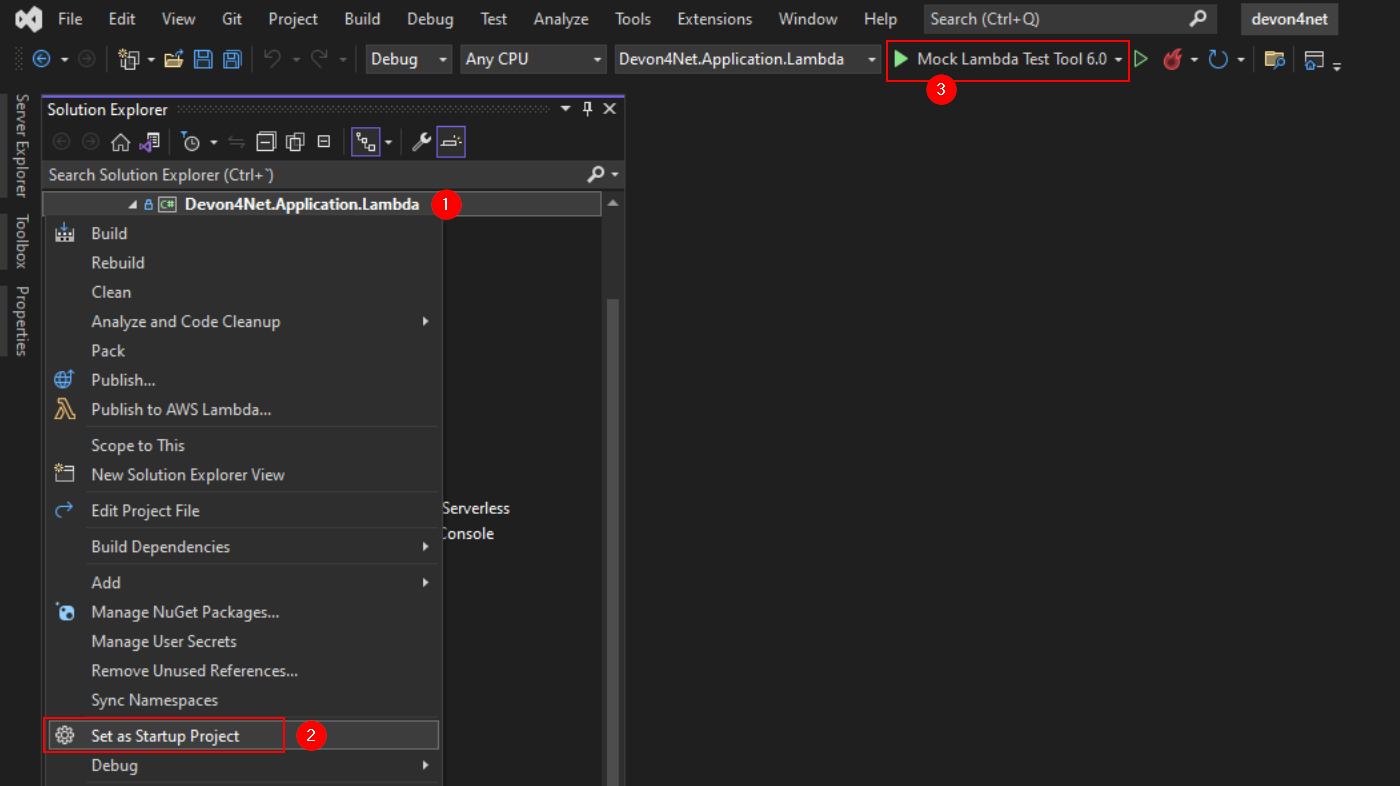 File Edit View Git Project Build Debug Test Analyze Tools Extensions Window Help Search (Ctrl+Q) devon4net
Debug Any CPU Devon4Net.Application.Lambda Mock Lambda Test Tool 6.0
3
Server Explorer
Toolbox
Properties
Solution Explorer
Search Solution Explorer (Ctrl+`)
C# Devon4Net.Application.Lambda 1
Build
Rebuild
Clean
Analyze and Code Cleanup
Pack
Publish...
Publish to AWS Lambda...
Scope to This
New Solution Explorer View
Edit Project File
Serverless
Console
Build Dependencies
Add
Manage NuGet Packages...
Manage User Secrets
Remove Unused References...
Sync Namespaces
Set as Startup Project 2
Debug